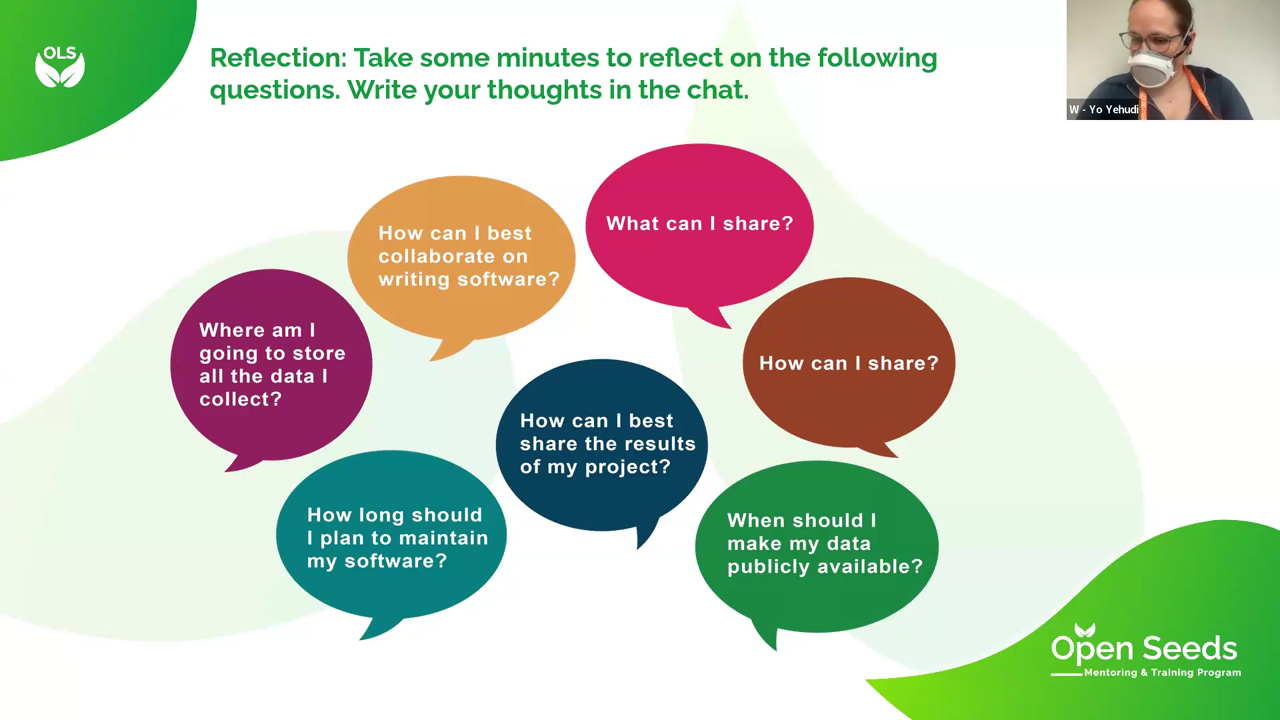 OLS
Reflection: Take some minutes to reflect on the following
questions. Write your thoughts in the chat.
W - Yo Yehudi
How can I best
collaborate on
writing software?
What can I share?
Where am I
going to store
all the data I
collect?
How can I share?
How can I best
share the results
of my project?
How long should
I plan to maintain
my software?
When should I
make my data
publicly available?
Open Seeds
Mentoring & Training Program